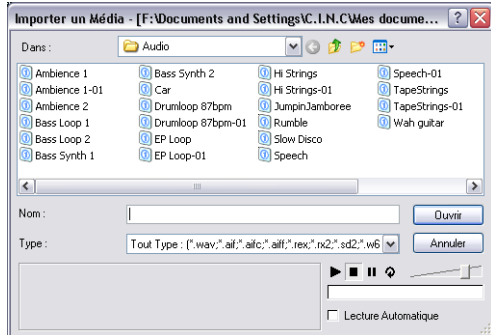 Importer un Média - [F:\Documents and Settings\C.I.N.C\Mes docume...
Dans :
Audio
Ambience 1
Ambience 1-01
Ambience 2
Bass Loop 1
Bass Loop 2
Bass Synth 1
Bass Synth 2
Car
Drumloop 87bpm
Drumloop 87bpm-01
EP Loop
EP Loop-01
Hi Strings
Hi Strings-01
JumpinJamboree
Rumble
Slow Disco
Speech
Speech-01
TapeStrings
TapeStrings-01
Wah guitar
Nom :
Ouvrir
Type :
Tout Type : (*.wav;*.aif;*.aifc;*.aiff;*.rex;*.rx2;*.sd2;*.w6
Annuler
Lecture Automatique